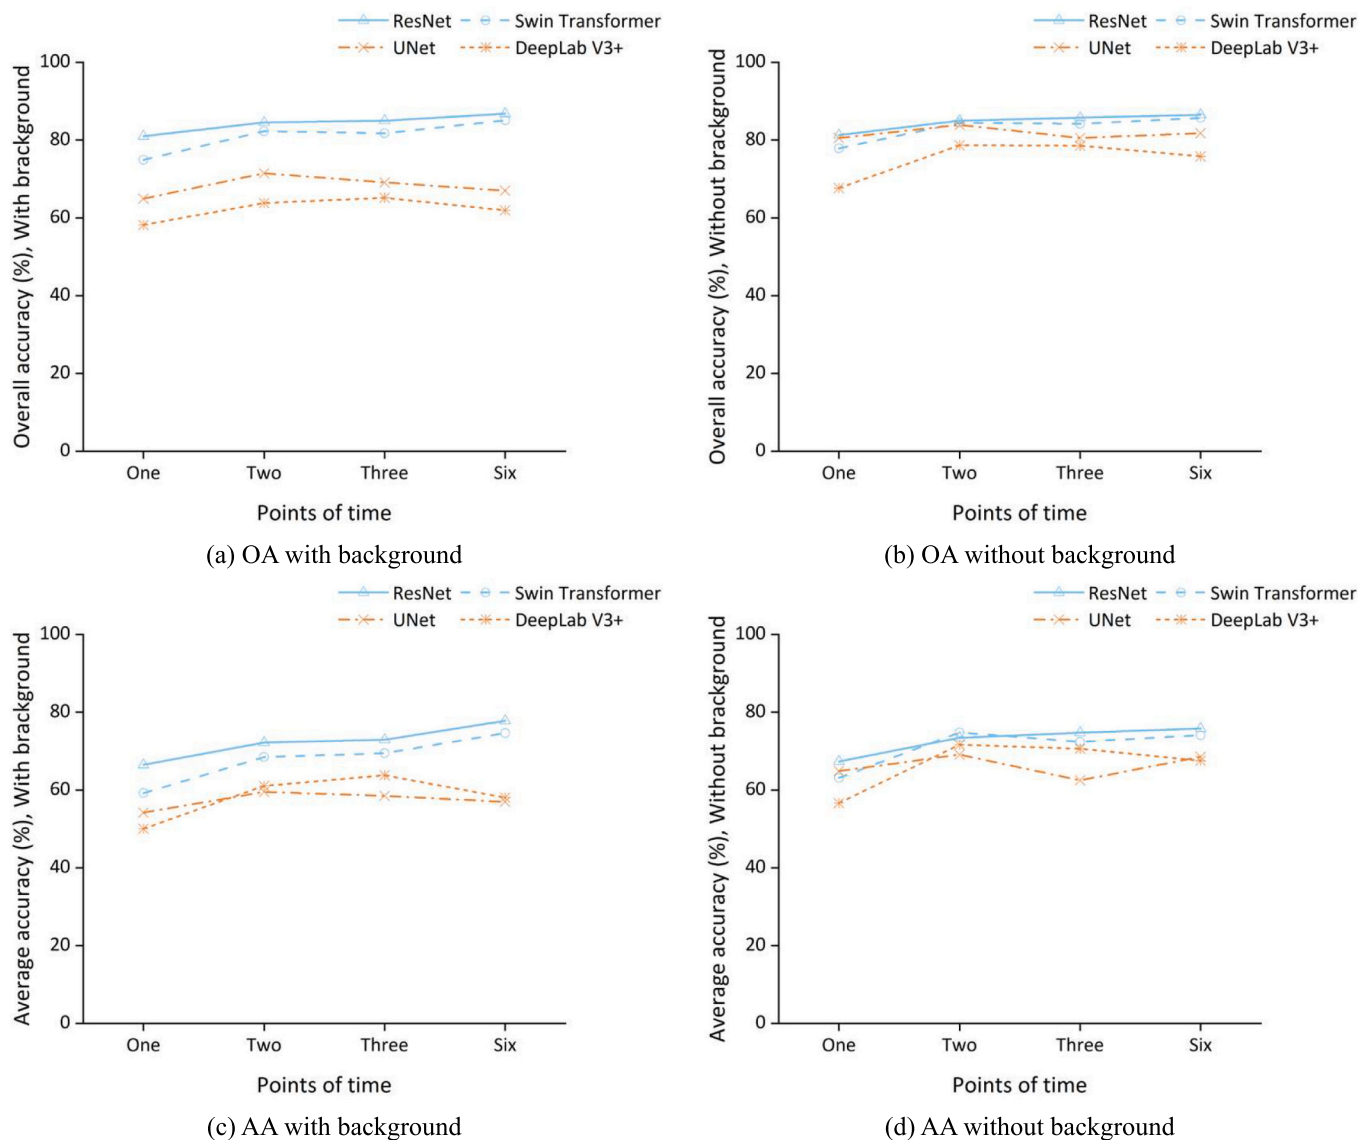 ResNet Swin Transformer
UNet DeepLab V3+
100
80
60
40
20
0
Overall accuracy (%), With brackground
One Two Three Six
Points of time
(a) OA with background
ResNet Swin Transformer
UNet DeepLab V3+
100
80
60
40
20
0
Overall accuracy (%), Without brackground
One Two Three Six
Points of time
(b) OA without background
ResNet Swin Transformer
UNet DeepLab V3+
100
80
60
40
20
0
Average accuracy (%), With brackground
One Two Three Six
Points of time
(c) AA with background
ResNet Swin Transformer
UNet DeepLab V3+
100
80
60
40
20
0
Average accuracy (%), Without brackground
One Two Three Six
Points of time
(d) AA without background